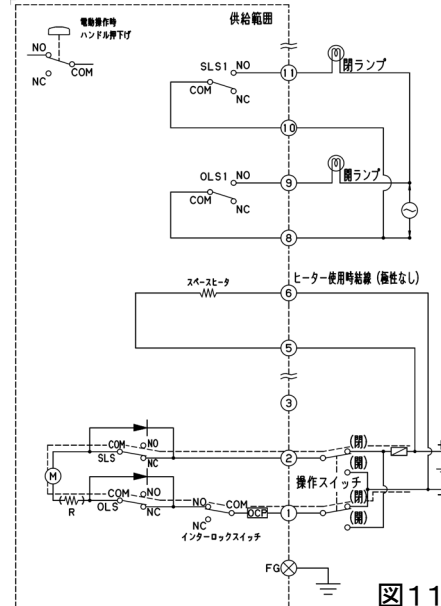 電動操作時
ハンドル押下げ
供給範囲
NO
COM
NC
SLS1 NO
11
閉ランプ
COM
NC
10
OLS1 NO
9
開ランプ
COM
NC
8
スペースヒータ
6
ヒーター使用時結線 (極性なし)
5
3
COM NO
(閉)
SLS
NC
2
(開)
M
操作スイッチ
COM NO
NO
COM
(閉)
(R)
OLS
NC
OCP
1
NC
(開)
インターロックスイッチ
FG
図11